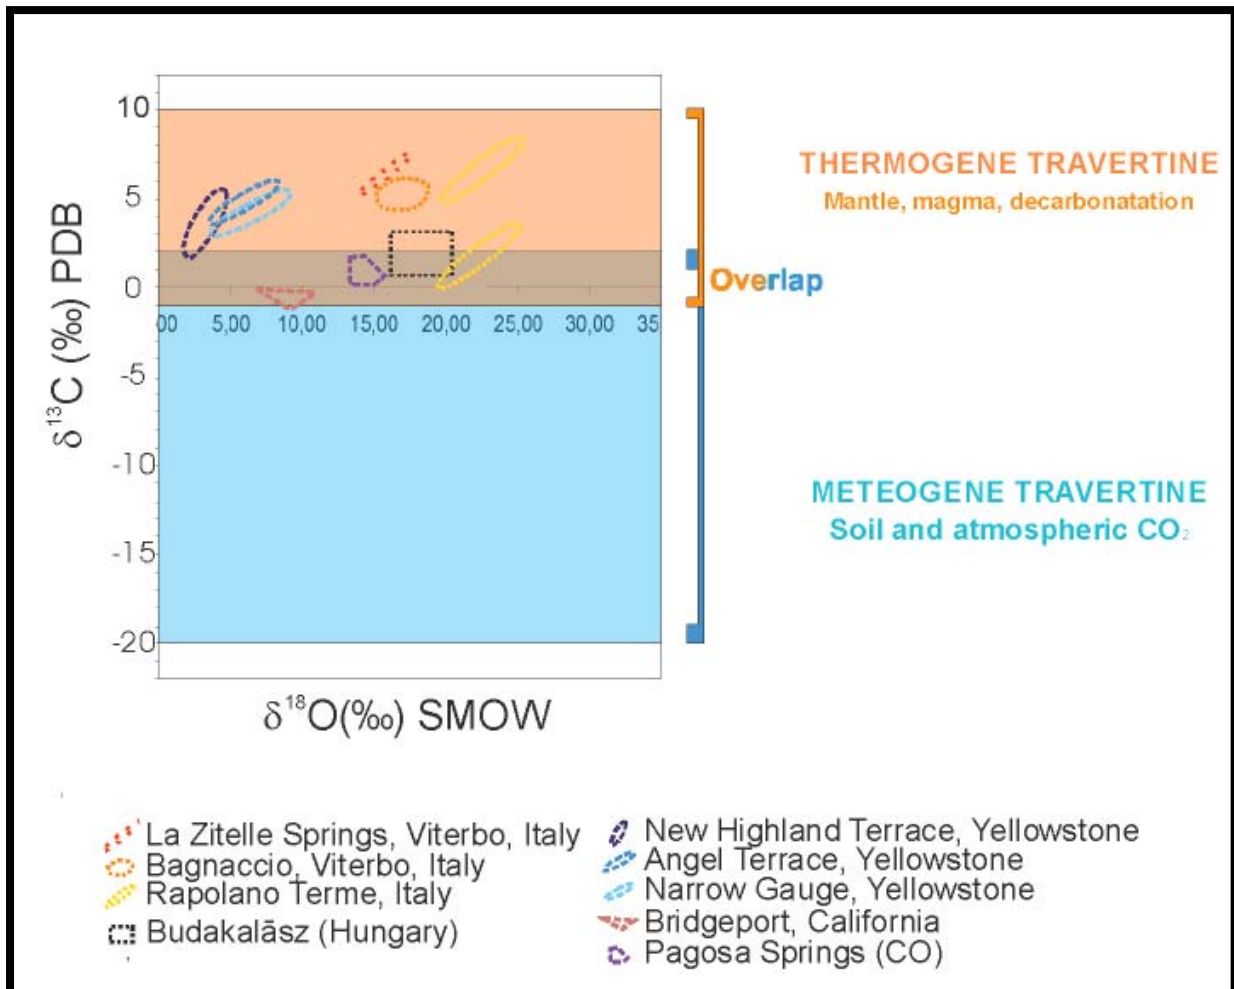 10
5
0
-5
-10
-15
-20
δ13C (‰) PDB
00 5,00 10,00 15,00 20,00 25,00 30,00 35
δ18O(‰) SMOW
THERMOGENE TRAVERTINE
Mantle, magma, decarbonatation
Overlap
METEOGENE TRAVERTINE
Soil and atmospheric CO2
La Zitelle Springs, Viterbo, Italy
Bagnaccio, Viterbo, Italy
Rapolano Terme, Italy
Budakalāsz (Hungary)
New Highland Terrace, Yellowstone
Angel Terrace, Yellowstone
Narrow Gauge, Yellowstone
Bridgeport, California
Pagosa Springs (CO)